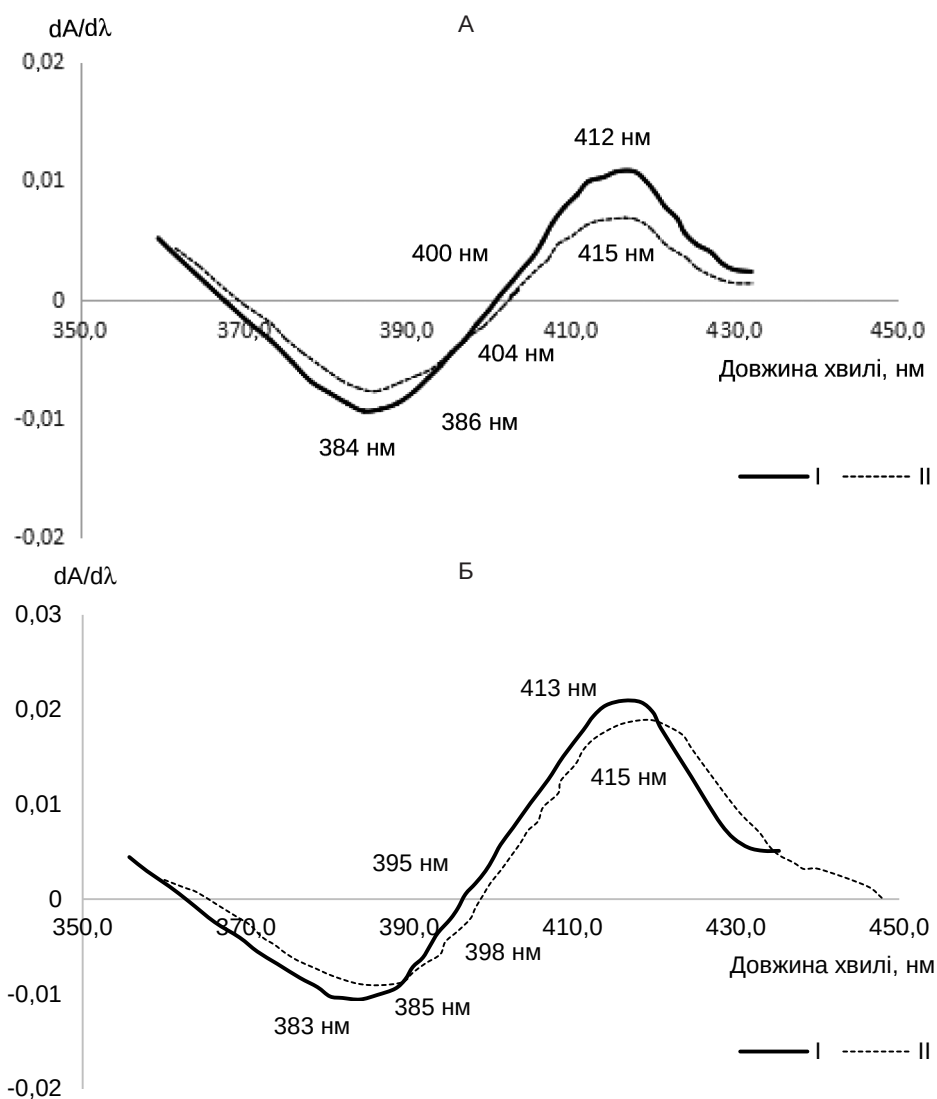 dA/dλ
А
0,02
412 нм
0,01
400 нм
415 нм
0
350,0 370,0 390,0 410,0 430,0 450,0
404 нм
Довжина хвилі, нм
-0,01
386 нм
384 нм
I II
-0,02
dA/dλ
Б
0,03
413 нм
0,02
415 нм
0,01
395 нм
0
350,0 370,0 390,0 410,0 430,0 450,0
398 нм
Довжина хвилі, нм
-0,01
385 нм
383 нм
I II
-0,02